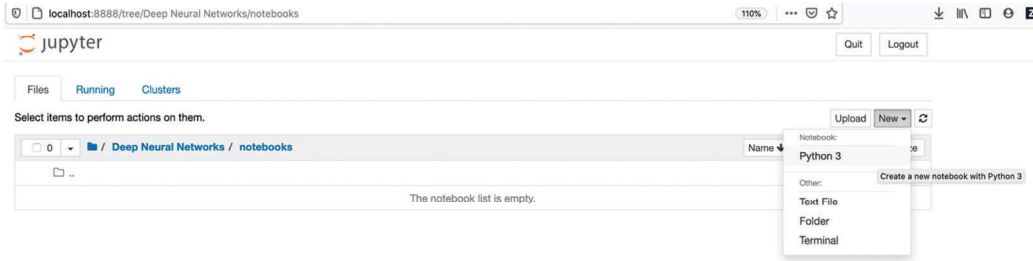 localhost:8888/tree/Deep Neural Networks/notebooks 110%
jupyter Quit Logout
Files Running Clusters
Select items to perform actions on them. Upload New
0 / Deep Neural Networks / notebooks Name
Notebook:
Python 3
Create a new notebook with Python 3
..
Other:
The notebook list is empty.
Text File
Folder
Terminal